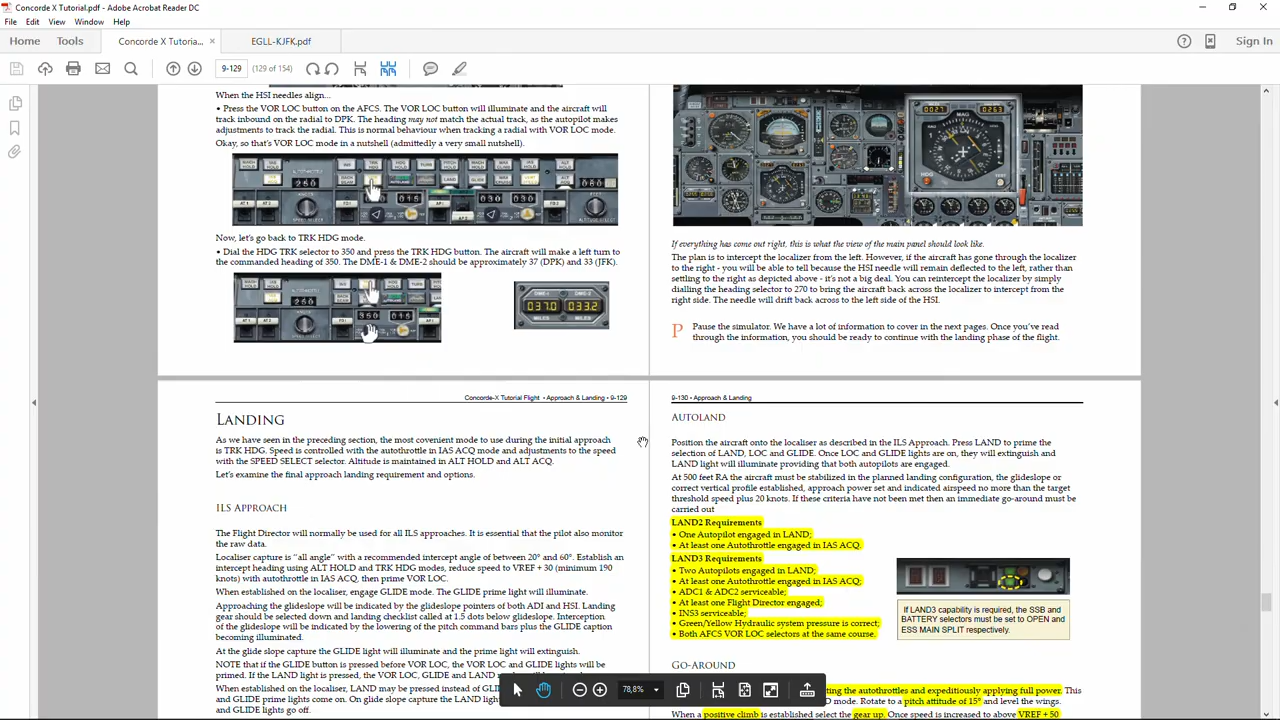 Concorde X Tutorial.pdf - Adobe Acrobat Reader DC
File Edit View Window Help
Home Tools Concorde X Tutoria... × EGLL-KJFK.pdf Sign In
9-129 (129 of 154)
When the HSI needles align...
• Press the VOR LOC button on the AFCS. The VOR LOC button will illuminate and the aircraft will
track inbound on the radial to DPK. The heading may not match the actual track, as the autopilot makes
adjustments to track the radial. This is normal behaviour when tracking a radial with VOR LOC mode.
Okay, so that's VOR LOC mode in a nutshell (admittedly a very small nutshell).
Now, let's go back to TRK HDG mode.
• Dial the HDG TRK selector to 350 and press the TRK HDG button. The aircraft will make a left turn to
the commanded heading of 350. The DME-1 & DME-2 should be approximately 37 (DPK) and 33 (JFK).
DME-1 DME-2
037.0 033.2
MILES MILES
If everything has come out right, this is what the view of the main panel should look like.
The plan is to intercept the localizer from the left. However, if the aircraft has gone through the localizer
to the right - you will be able to tell because the HSI needle will remain deflected to the left, rather than
settling to the right as depicted above - it's not a big deal. You can reintercept the localizer by simply
dialling the heading selector to 270 to bring the aircraft back across the localizer to intercept from the
right side. The needle will drift back across to the left side of the HSI.
P Pause the simulator. We have a lot of information to cover in the next pages. Once you've read
through the information, you should be ready to continue with the landing phase of the flight.
Concorde-X Tutorial Flight • Approach & Landing • 9-129
LANDING
As we have seen in the preceding section, the most covenient mode to use during the initial approach
is TRK HDG. Speed is controlled with the autothrottle in IAS ACQ mode and adjustments to the speed
with the SPEED SELECT selector. Altitude is maintained in ALT HOLD and ALT ACQ.
Let's examine the final approach landing requirement and options.
ILS APPROACH
The Flight Director will normally be used for all ILS approaches. It is essential that the pilot also monitor
the raw data.
Localiser capture is "all angle" with a recommended intercept angle of between 20° and 60°. Establish an
intercept heading using ALT HOLD and TRK HDG modes, reduce speed to VREF + 30 (minimum 190
knots) with autothrottle in IAS ACQ, then prime VOR LOC.
When established on the localiser, engage GLIDE mode. The GLIDE prime will illuminate.
Approaching the glideslope will be indicated by the glideslope pointers of both ADI and HSI. Landing
gear should be selected down and landing checklist called at 1.5 dots below glideslope. Interception
of the glideslope will be indicated by the lowering of the pitch command bars plus the GLIDE caption
becoming illuminated.
At the glide slope capture the GLIDE light will illuminate and the prime light will extinguish.
NOTE that if the GLIDE button is pressed before VOR LOC, the VOR LOC and GLIDE lights will be
primed. If the LAND light is pressed, the VOR LOC, GLIDE and LAND
When established on the localiser, LAND may be pressed instead of GL
and GLIDE prime lights come on. On glide slope capture the LAND light
and GLIDE lights go off.
9-130 • Approach & Landing
AUTOLAND
Position the aircraft onto the localiser as described in the ILS Approach. Press LAND to prime the
selection of LAND, LOC and GLIDE. Once LOC and GLIDE lights are on, they will extinguish and
LAND light will illuminate providing that both autopilots are engaged.
At 500 feet RA the aircraft must be stabilized in the planned landing configuration, the glideslope or
correct vertical profile established, approach power set and indicated airspeed no more than the target
threshold speed plus 20 knots. If these criteria have not been met then an immediate go-around must be
carried out
LAND2 Requirements
• One Autopilot engaged in LAND;
• At least one Autothrottle engaged in IAS ACQ.
LAND3 Requirements
• Two Autopilots engaged in LAND;
• At least one Autothrottle engaged in IAS ACQ;
• ADC1 & ADC2 serviceable;
• At least one Flight Director engaged;
• INS3 serviceable;
• Green/Yellow Hydraulic system pressure is correct;
• Both AFCS VOR LOC selectors at the same course.
If LAND3 capability is required, the SSB and
BATTERY selectors must be set to OPEN and
ESS MAIN SPLIT respectively.
GO-AROUND
ting the autothrottles and expeditiously applying full power. This
D mode. Rotate to a pitch attitude of 15° and level the wings.
When a positive climb is established select the gear up. Once speed is increased to above VREF + 50
78,8%